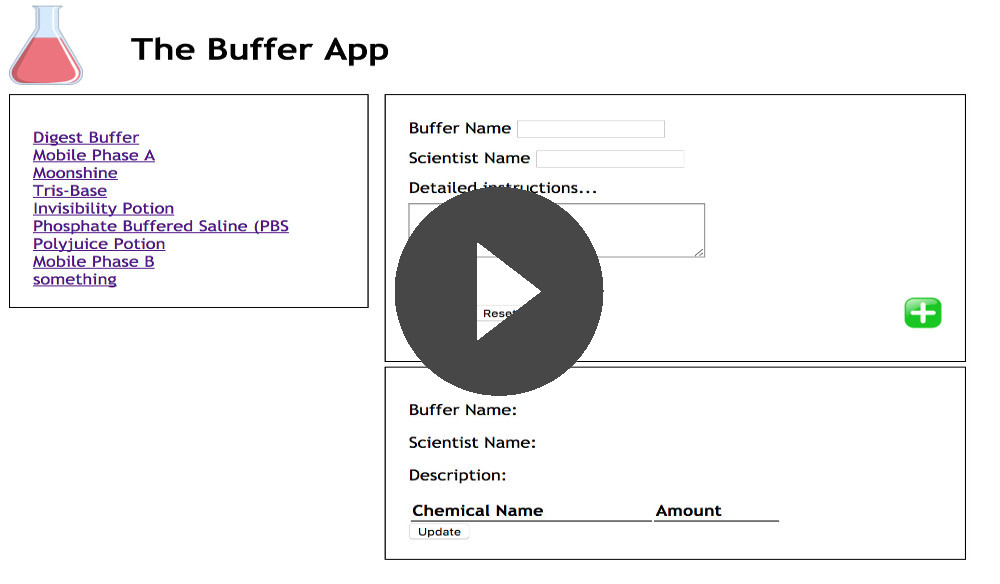 The Buffer App
Digest Buffer
Mobile Phase A
Moonshine
Tris-Base
Invisibility Potion
Phosphate Buffered Saline (PBS
Polyjuice Potion
Mobile Phase B
something
Buffer Name
Scientist Name
Detailed instructions...
Reset
Buffer Name:
Scientist Name:
Description:
Chemical Name Amount
Update